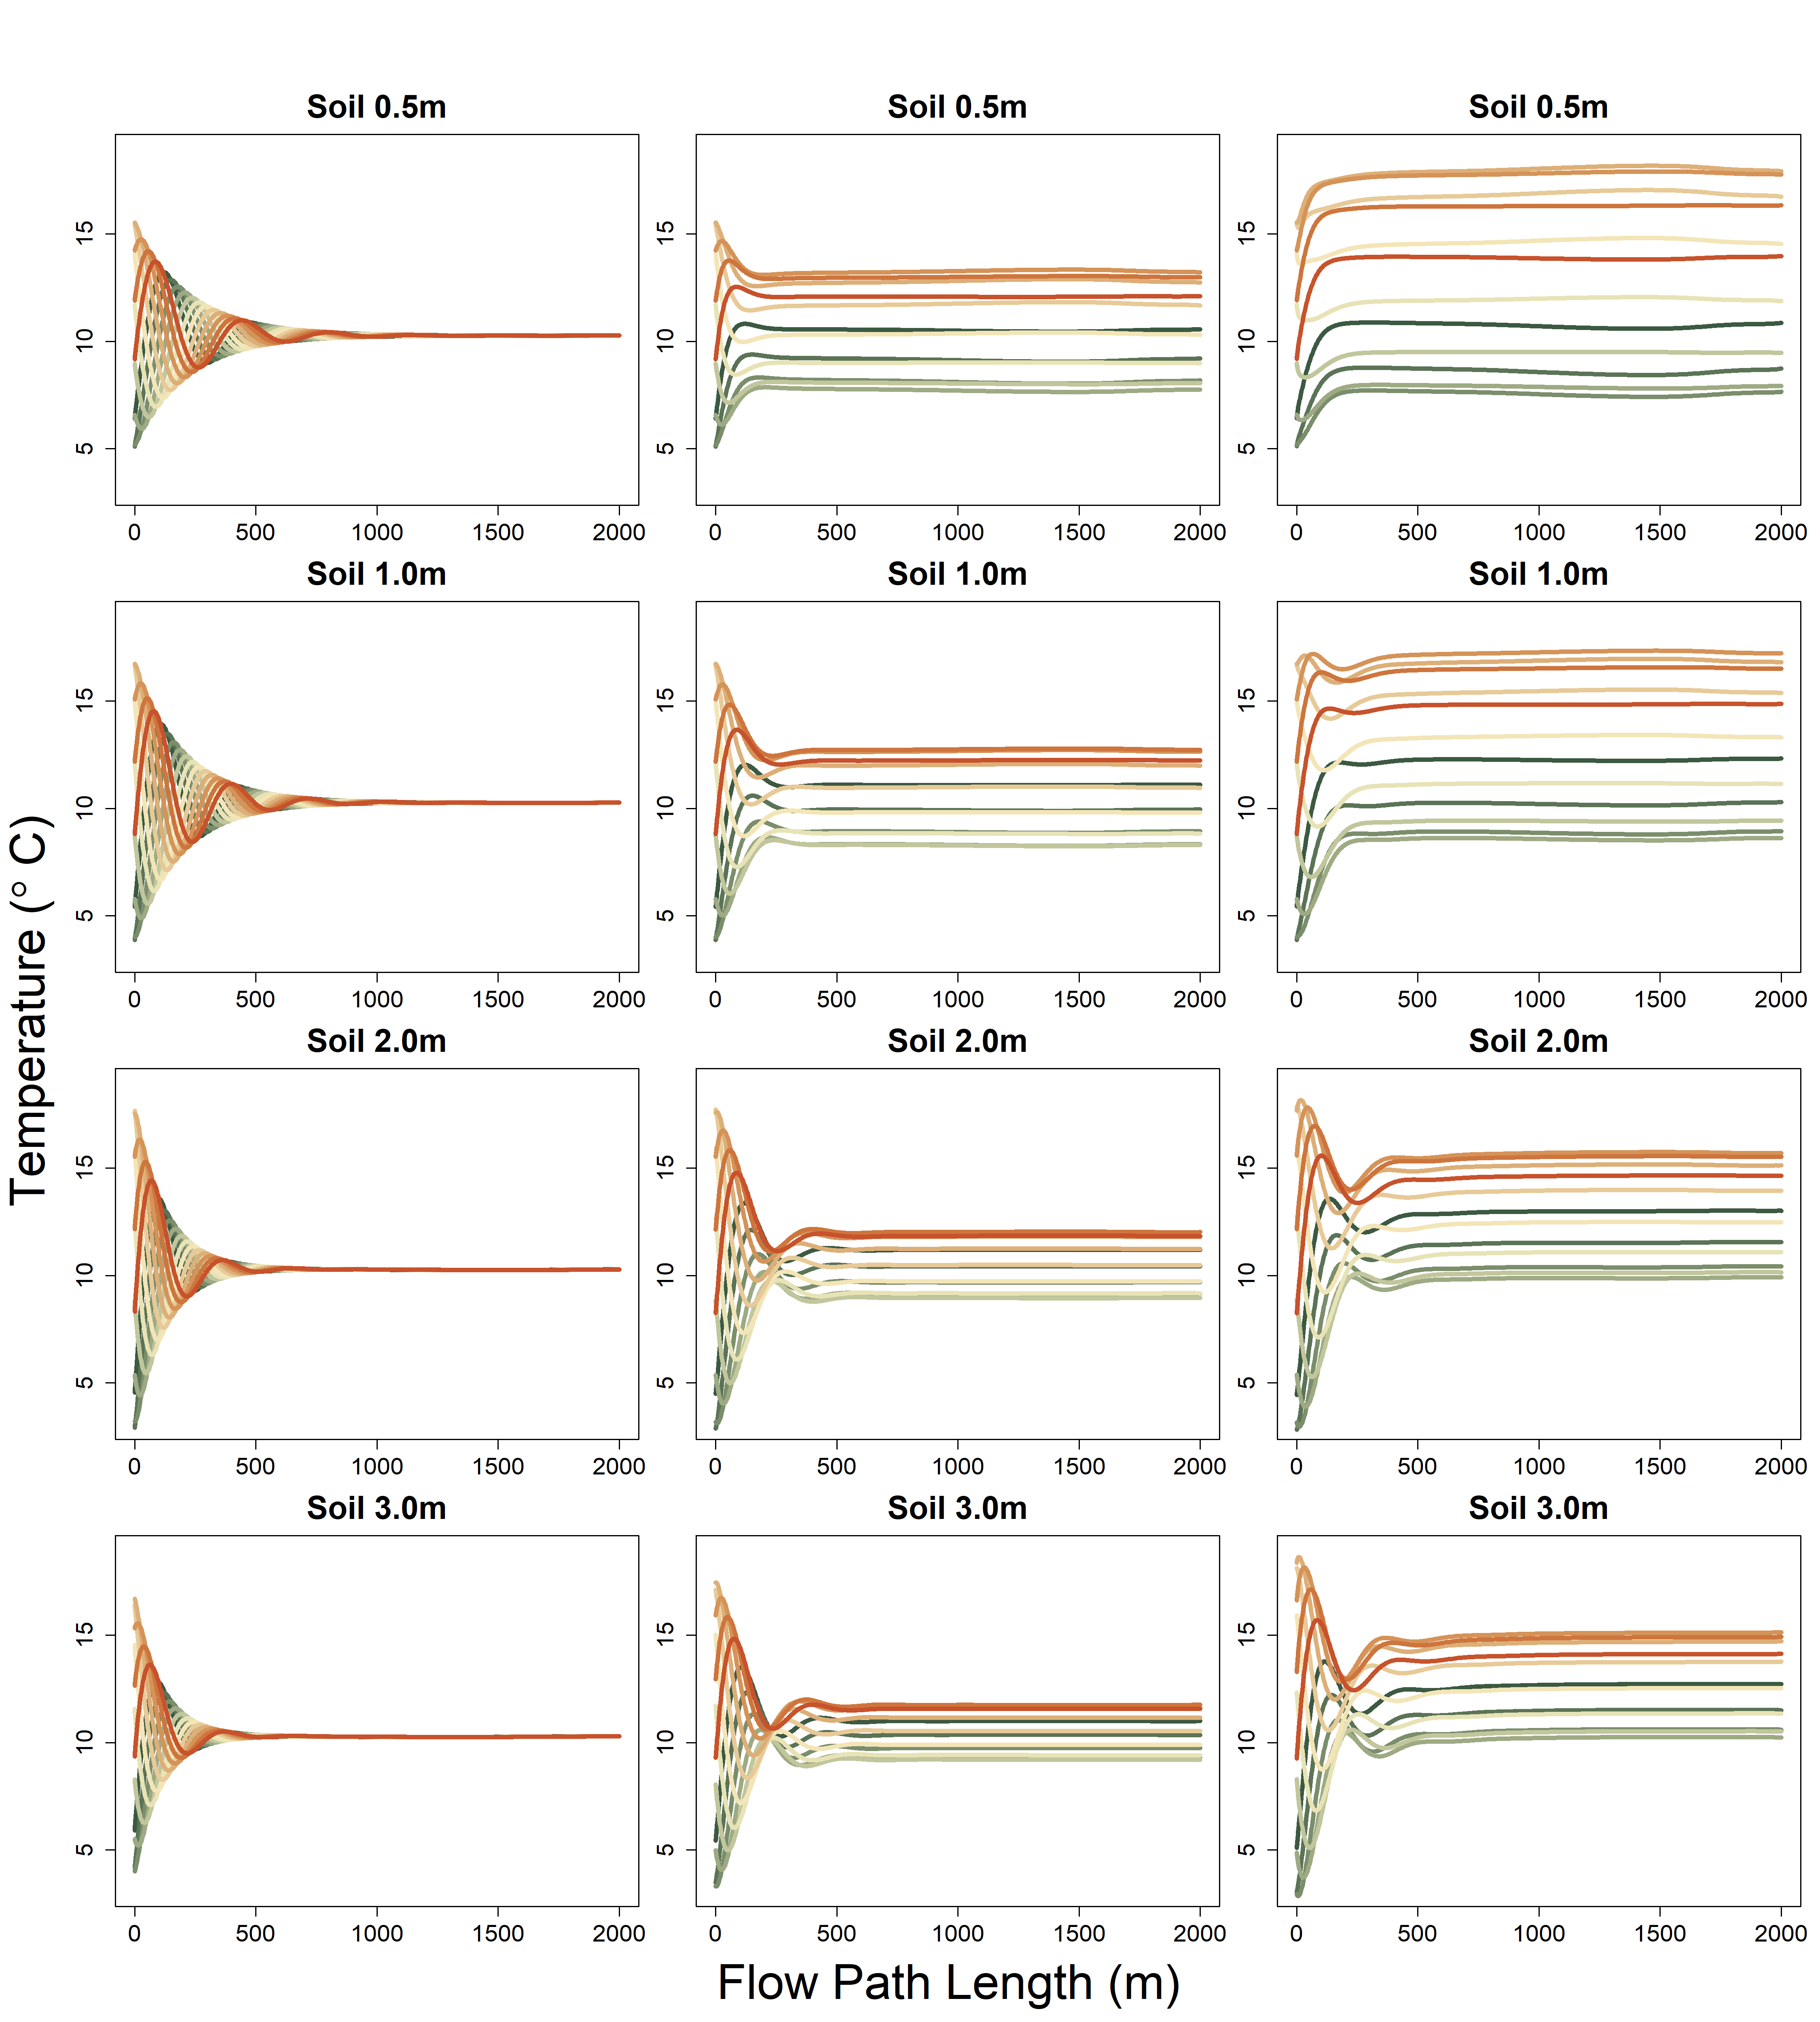 Soil 0.5m Soil 0.5m Soil 0.5m
15 15 15
10 10 10
5 5 5
0 500 1000 1500 2000 0 500 1000 1500 2000 0 500 1000 1500 2000
Soil 1.0m Soil 1.0m Soil 1.0m
15 15 15
10 10 10
5 5 5
0 500 1000 1500 2000 0 500 1000 1500 2000 0 500 1000 1500 2000
Temperature (° C)
Soil 2.0m Soil 2.0m Soil 2.0m
15 15 15
10 10 10
5 5 5
0 500 1000 1500 2000 0 500 1000 1500 2000 0 500 1000 1500 2000
Soil 3.0m Soil 3.0m Soil 3.0m
15 15 15
10 10 10
5 5 5
0 500 1000 1500 2000 0 500 1000 1500 2000 0 500 1000 1500 2000
Flow Path Length (m)